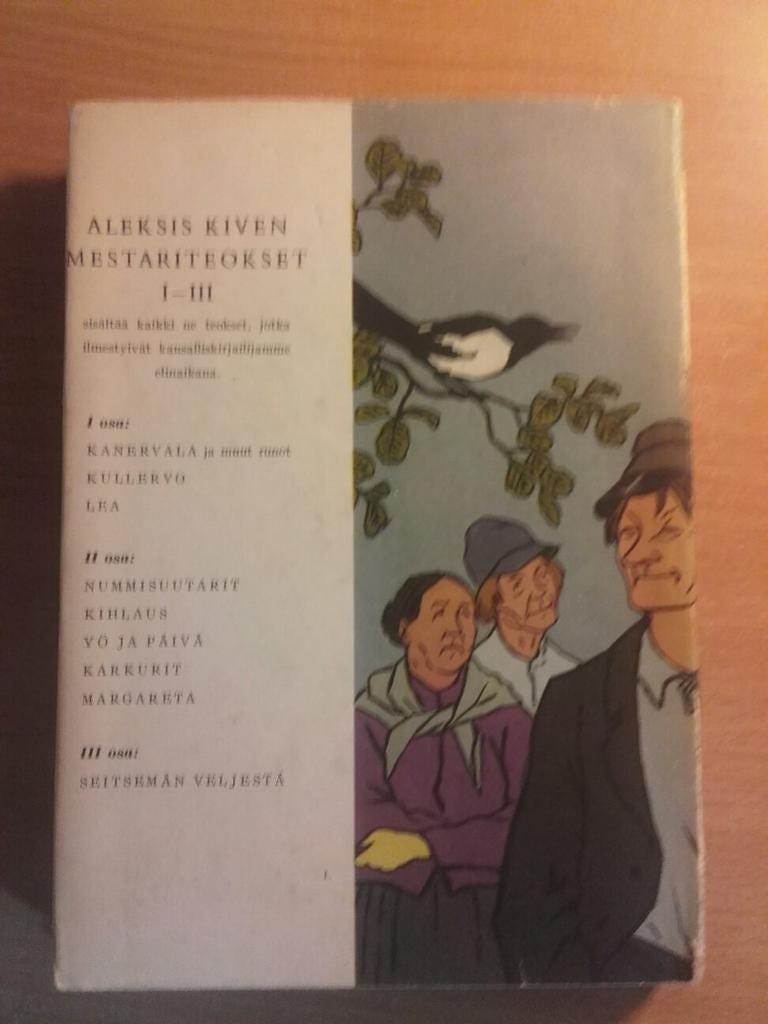 ALEKSIS KIVEN
MESTARITEOKSET
I–III
sisältää kaikki ne teokset, jotka
ilmestyivät kansalliskirjailijamme
elinaikana.
I osa:
KANERVALA ja muut runot
KULLERVO
LEA
II osa:
NUMMISUUTARIT
KIHLAUS
YÖ JA PÄIVÄ
KARKURIT
MARGARETA
III osa:
SEITSEMÄN VELJESTÄ